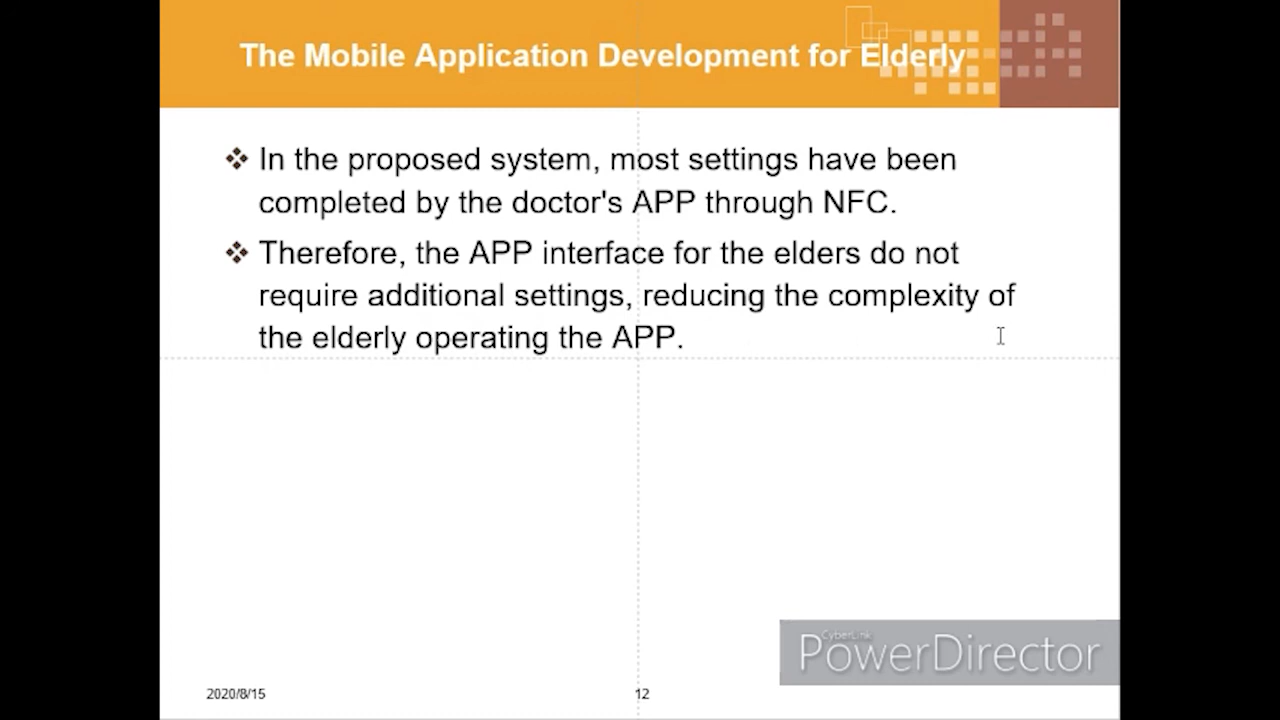 The Mobile Application Development for Elderly
❖ In the proposed system, most settings have been
completed by the doctor's APP through NFC.
❖ Therefore, the APP interface for the elders do not
require additional settings, reducing the complexity of
the elderly operating the APP.
CyberLink
PowerDirector
2020/8/15
12